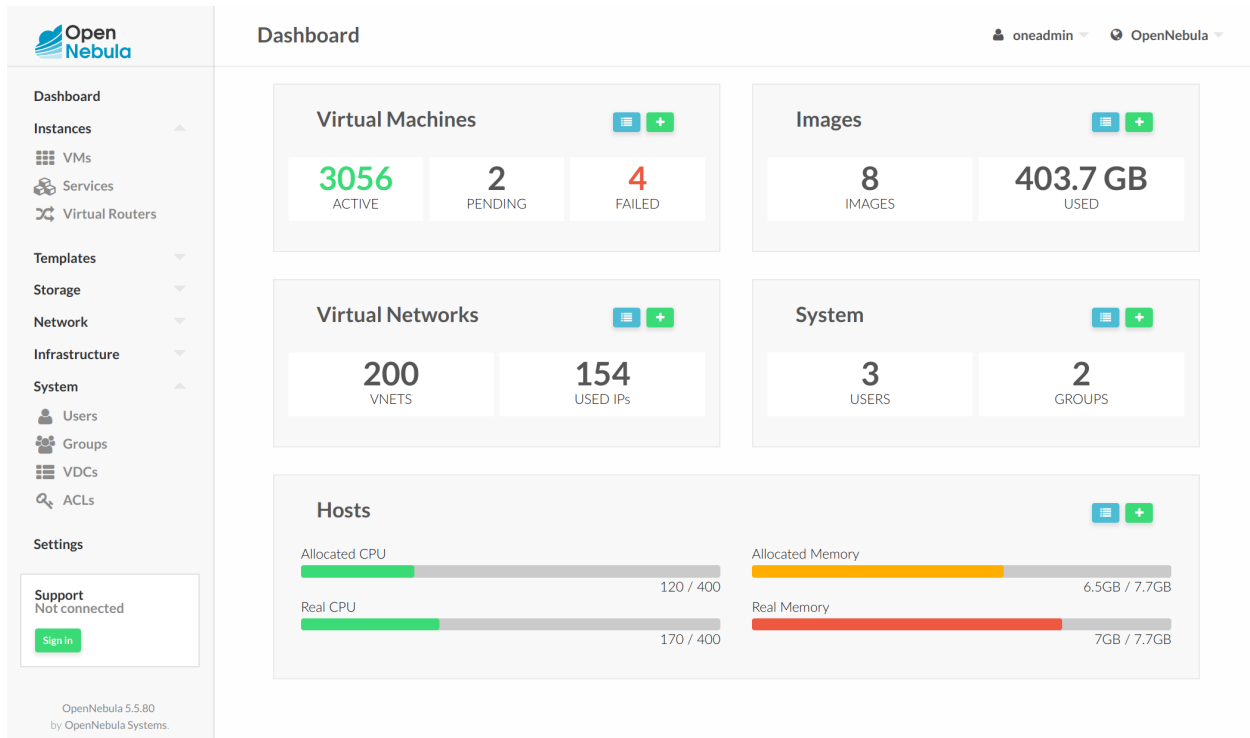 Open
Nebula
Dashboard
oneadmin
OpenNebula
Dashboard
Instances
VMs
Services
Virtual Routers
Templates
Storage
Network
Infrastructure
System
Users
Groups
VDCs
ACLs
Settings
Support
Not connected
Sign in
OpenNebula 5.5.80
by OpenNebula Systems.
Virtual Machines
3056
ACTIVE
2
PENDING
4
FAILED
Images
8
IMAGES
403.7 GB
USED
Virtual Networks
200
VNETS
154
USED IPs
System
3
USERS
2
GROUPS
Hosts
Allocated CPU
120 / 400
Real CPU
170 / 400
Allocated Memory
6.5GB / 7.7GB
Real Memory
7GB / 7.7GB